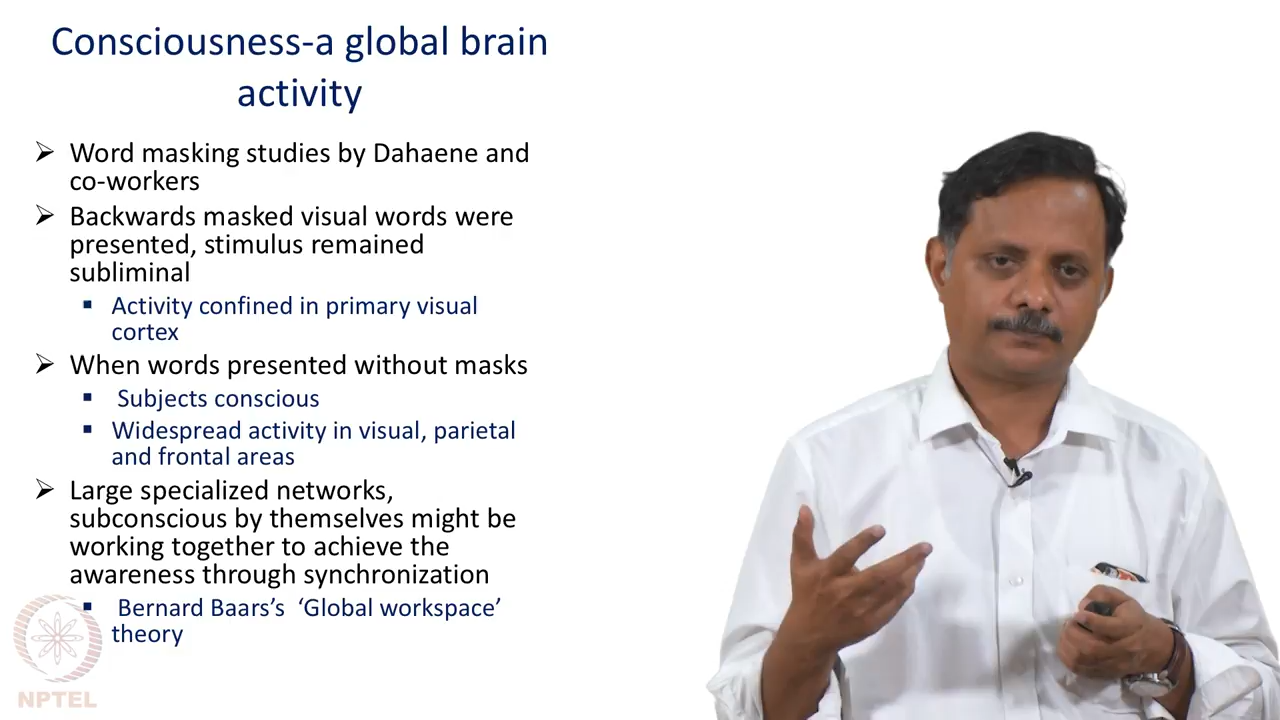 Consciousness-a global brain
activity
Word masking studies by Dahaene and
co-workers
Backwards masked visual words were
presented, stimulus remained
subliminal
Activity confined in primary visual
cortex
When words presented without masks
Subjects conscious
Widespread activity in visual, parietal
and frontal areas
Large specialized networks,
subconscious by themselves might be
working together to achieve the
awareness through synchronization
Bernard Baars's 'Global workspace'
theory
NPTEL